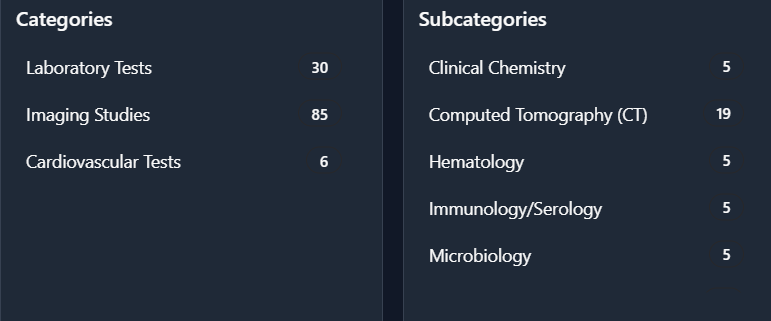 Categories
Laboratory Tests 30
Imaging Studies 85
Cardiovascular Tests 6
Subcategories
Clinical Chemistry 5
Computed Tomography (CT) 19
Hematology 5
Immunology/Serology 5
Microbiology 5